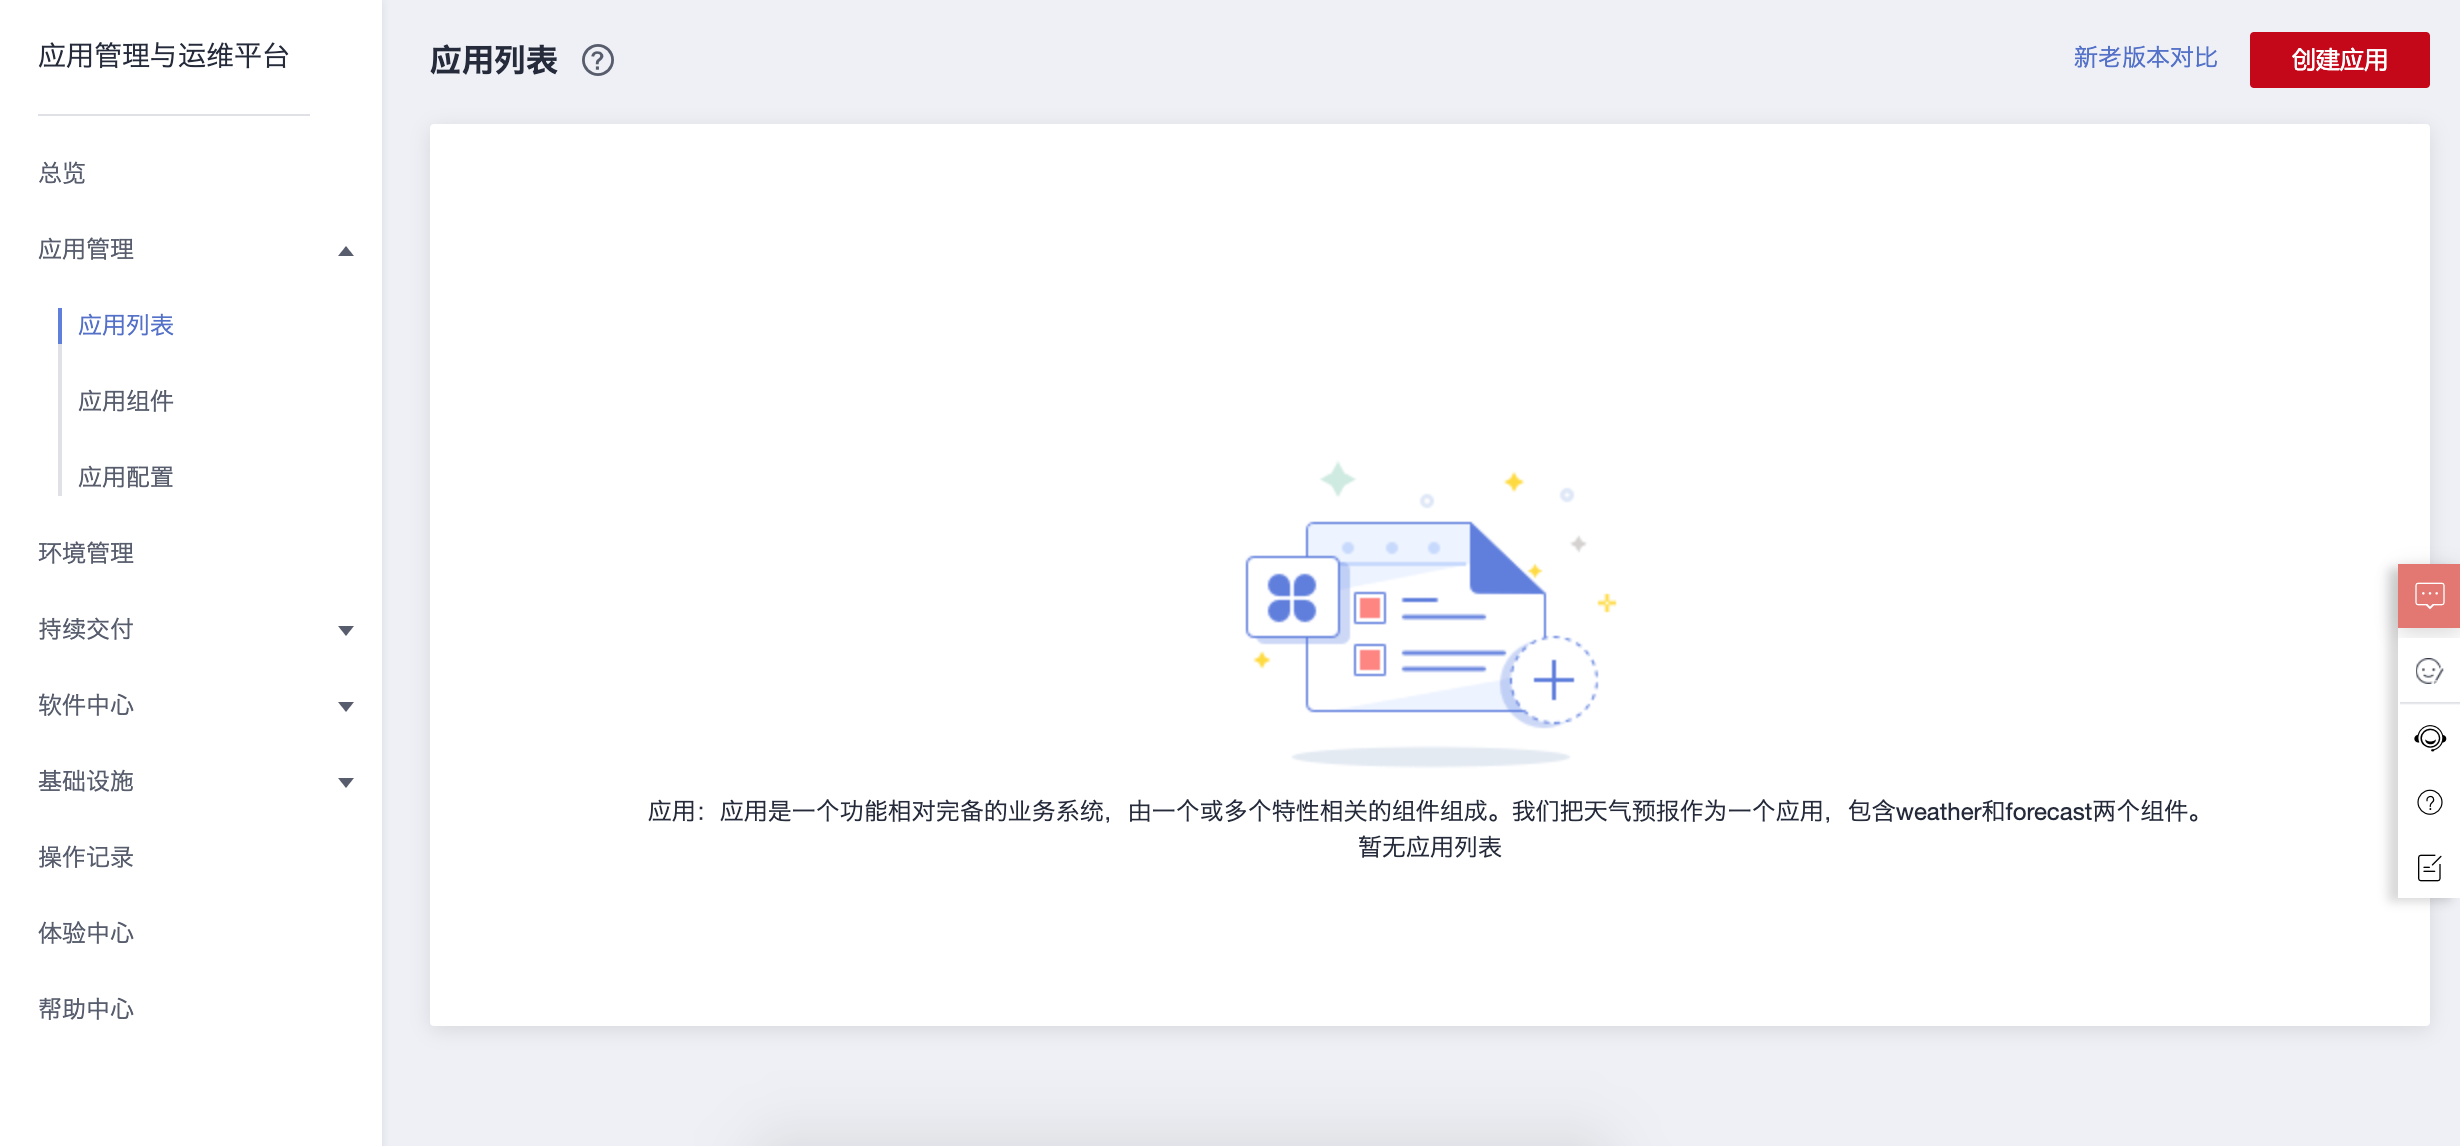 应用管理与运维平台
总览
应用管理
应用列表
应用组件
应用配置
环境管理
持续交付
软件中心
基础设施
操作记录
体验中心
帮助中心
应用列表
新老版本对比
创建应用
应用：应用是一个功能相对完备的业务系统，由一个或多个特性相关的组件组成。我们把天气预报作为一个应用，包含weather和forecast两个组件。
暂无应用列表